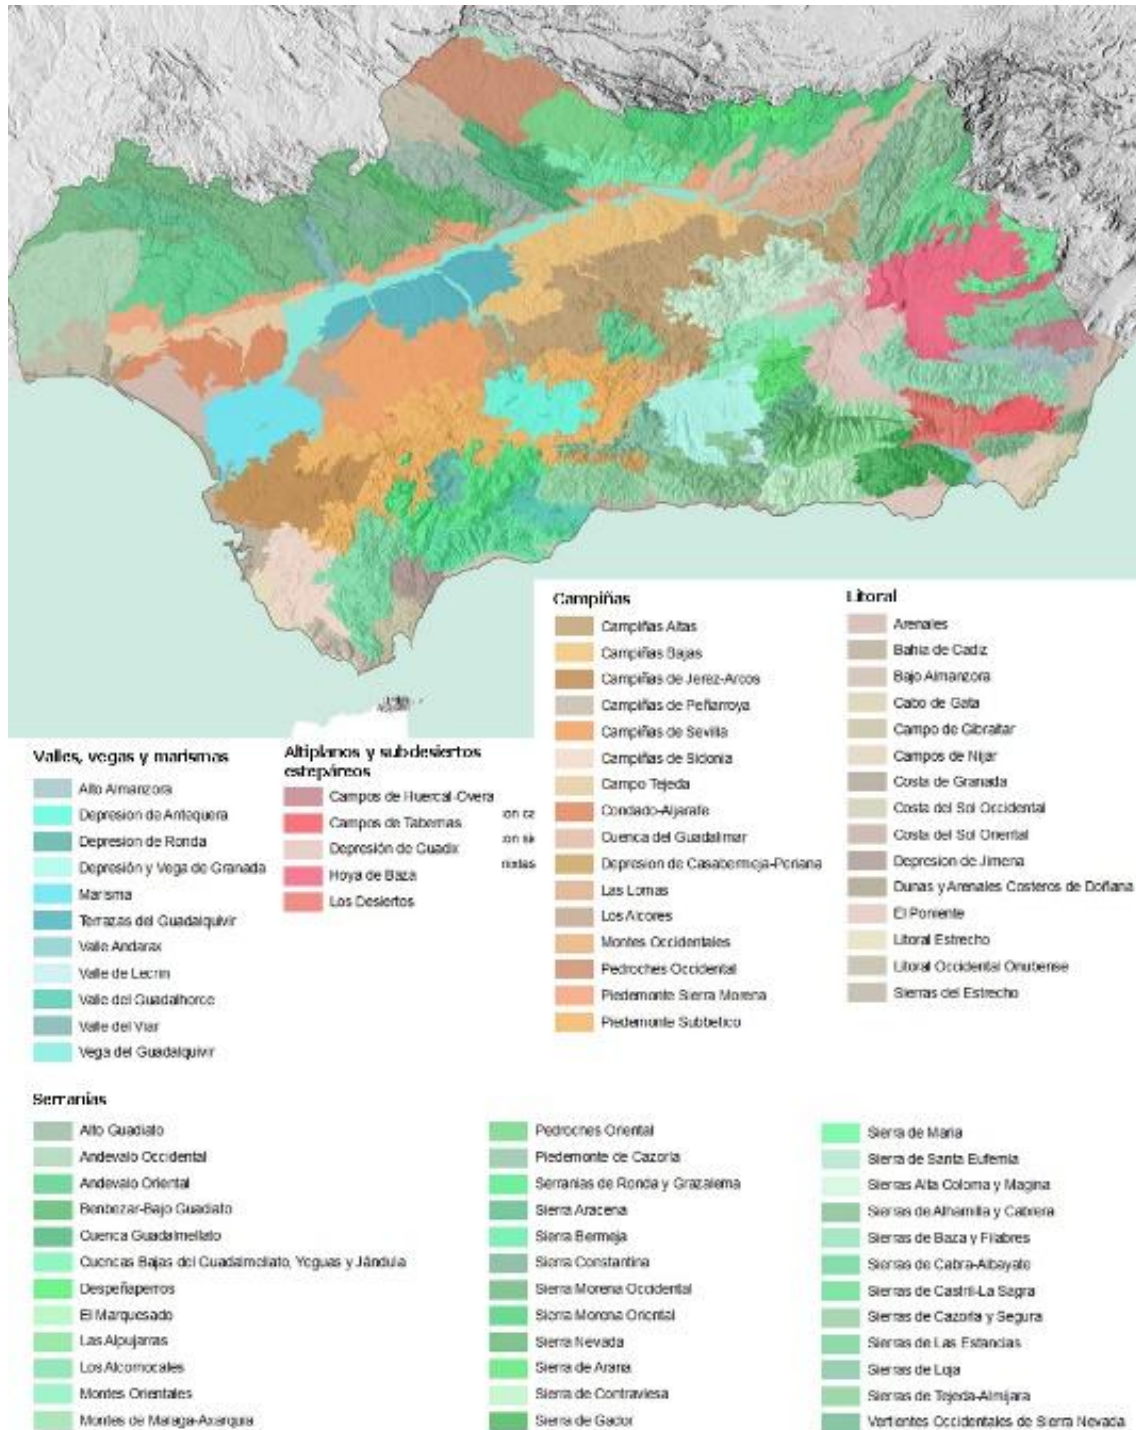 Campiñas
Campiñas Altas
Campiñas Bajas
Campiñas de Jerez-Arcos
Campiñas de Peñarroya
Campiñas de Sevilla
Campiñas de Sidonia
Campo Tejeda
Condado-Aljarafe
Cuenca del Guadalimar
Depresion de Casabermeja-Periana
Las Lomas
Los Alcores
Montes Occidentales
Pedroches Occidental
Piedemonte Sierra Morena
Piedemonte Subbetico
Litoral
Arenales
Bahia de Cadiz
Bajo Almanzora
Cabo de Gata
Campo de Gibraltar
Campos de Nijar
Costa de Granada
Costa del Sol Occidental
Costa del Sol Oriental
Depresion de Jimena
Dunas y Arenales Costeros de Doñana
El Poniente
Litoral Estrecho
Litoral Occidental Onubense
Sierras del Estrecho
Valles, vegas y marismas
Alto Almanzora
Depresion de Antequera
Depresion de Ronda
Depresión y Vega de Granada
Marisma
Terrazas del Guadalquivir
Valle Andarax
Valle de Lecrin
Valle del Guadalhorce
Valle del Viar
Vega del Guadalquivir
Altiplanos y subdesiertos
estepáreos
Campos de Huercal-Overa
Campos de Tabernas
Depresión de Guadix
Hoya de Baza
Los Desiertos
Serranías
Alto Guadiato
Andevalo Occidental
Andevalo Oriental
Benbezar-Bajo Guadiato
Cuenca Guadalmellato
Cuencas Bajas del Guadalmellato, Yeguas y Jándula
Despeñaperros
El Marquesado
Las Alpujarras
Los Alcornocales
Montes Orientales
Montes de Malaga-Axarquia
Pedroches Oriental
Piedemonte de Cazorla
Serranias de Ronda y Grazalema
Sierra Aracena
Sierra Bermeja
Sierra Constantina
Sierra Morena Occidental
Sierra Morena Oriental
Sierra Nevada
Sierra de Arana
Sierra de Contraviesa
Sierra de Gador
Sierra de Maria
Sierra de Santa Eufemia
Sierras Alta Coloma y Magina
Sierras de Alhamilla y Cabrera
Sierras de Baza y Filabres
Sierras de Cabra-Albayate
Sierras de Castril-La Sagra
Sierras de Cazorla y Segura
Sierras de Las Estancias
Sierras de Loja
Sierras de Tejeda-Almijara
Vertientes Occidentales de Sierra Nevada